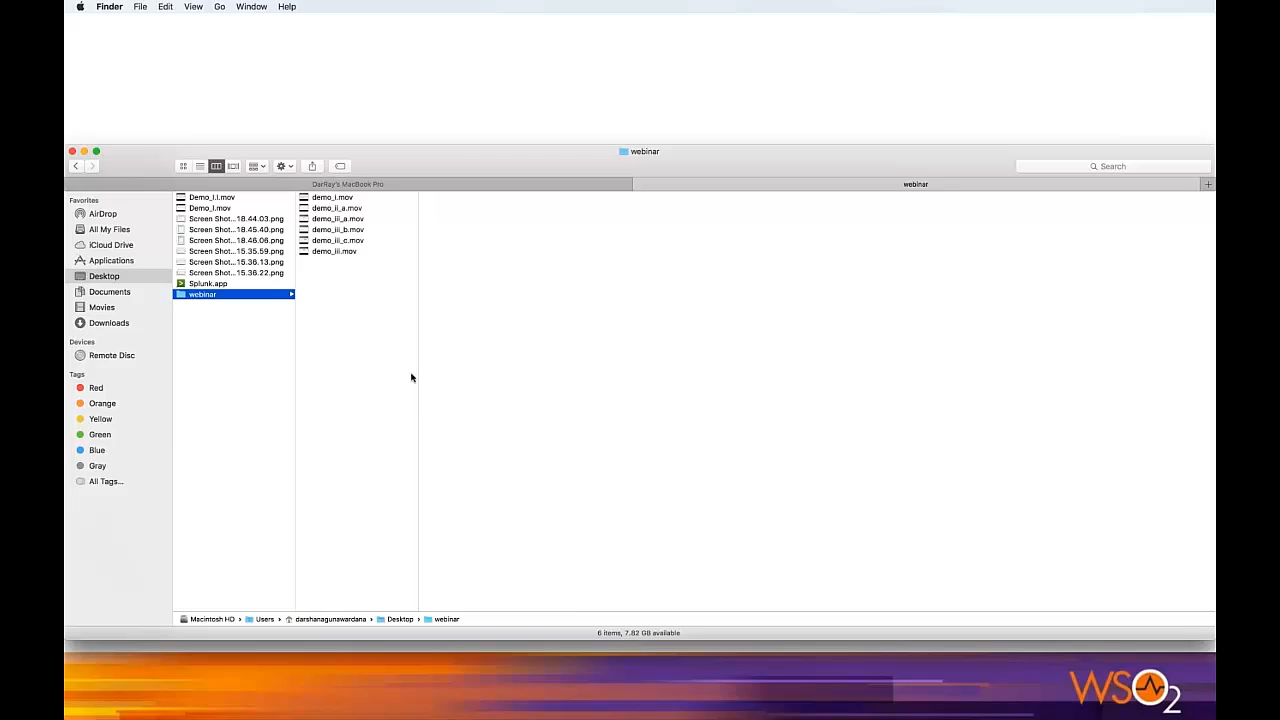 Finder File Edit View Go Window Help
webinar
Search
DarRay's MacBook Pro
webinar
Favorites
AirDrop
All My Files
iCloud Drive
Applications
Desktop
Documents
Movies
Downloads
Devices
Remote Disc
Tags
Red
Orange
Yellow
Green
Blue
Gray
All Tags...
Demo_I.I.mov
Demo_I.mov
Screen Shot...18.44.03.png
Screen Shot...18.45.40.png
Screen Shot...18.46.06.png
Screen Shot...15.35.59.png
Screen Shot...15.36.13.png
Screen Shot...15.36.22.png
Splunk.app
webinar
demo_i.mov
demo_ii_a.mov
demo_iii_a.mov
demo_iii_b.mov
demo_iii_c.mov
demo_iii.mov
Macintosh HD › Users › darshanagunawardana › Desktop › webinar
6 items, 7.82 GB available
WSO2